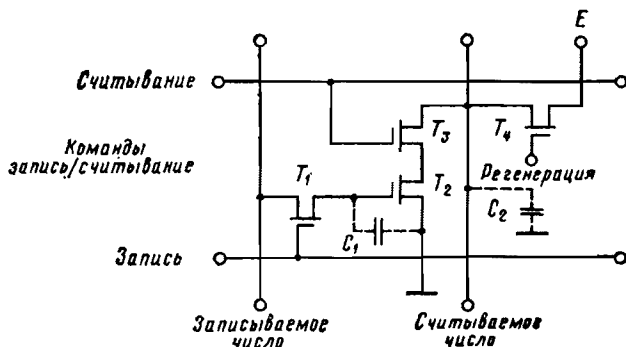 E
Считывание
T3
T4
Команды
запись/считывание
T1
T2
Регенерация
C1
C2
Запись
Записываемое
число
Считываемое
число